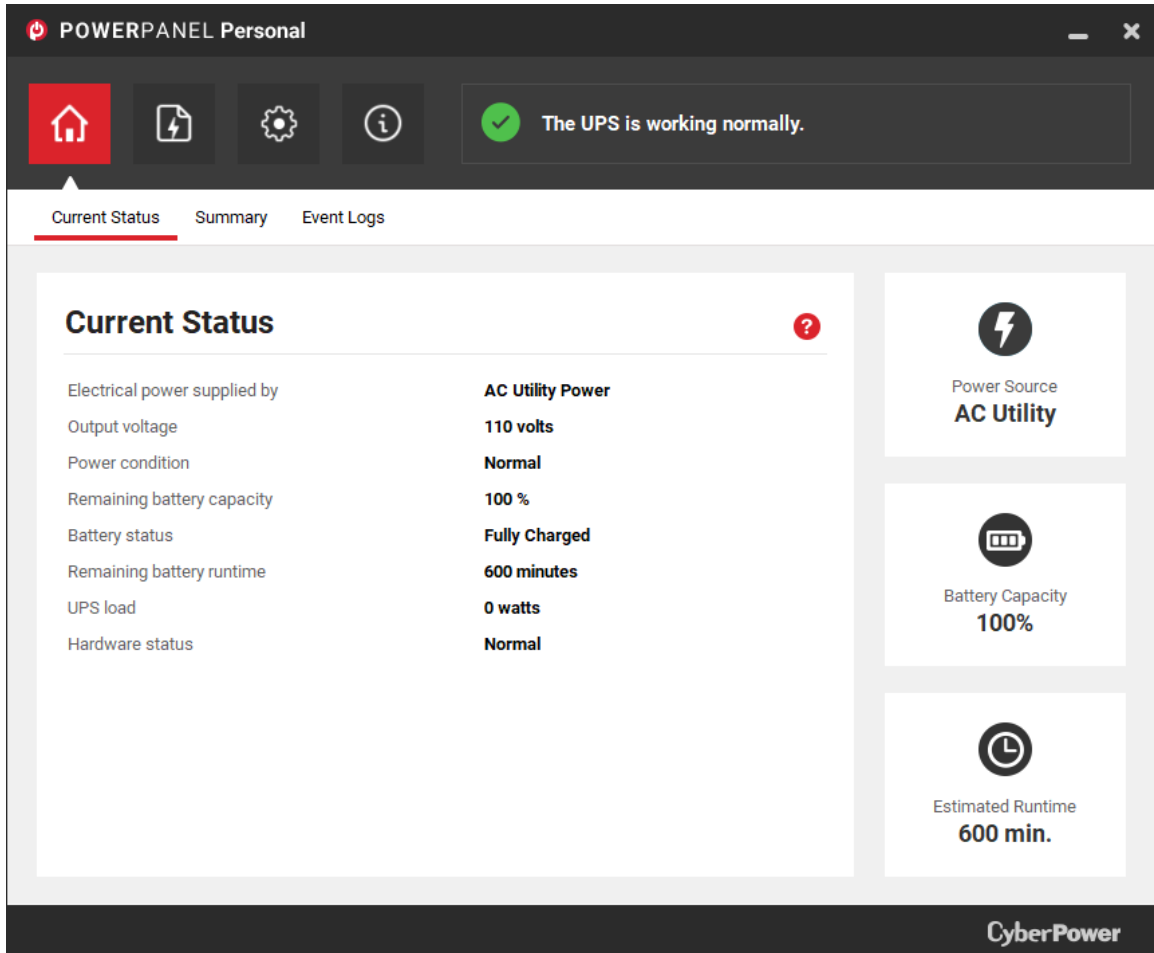 POWERPANEL Personal
The UPS is working normally.
Current Status Summary Event Logs
Current Status
?
Electrical power supplied by AC Utility Power
Output voltage 110 volts
Power condition Normal
Remaining battery capacity 100 %
Battery status Fully Charged
Remaining battery runtime 600 minutes
UPS load 0 watts
Hardware status Normal
Power Source
AC Utility
Battery Capacity
100%
Estimated Runtime
600 min.
CyberPower